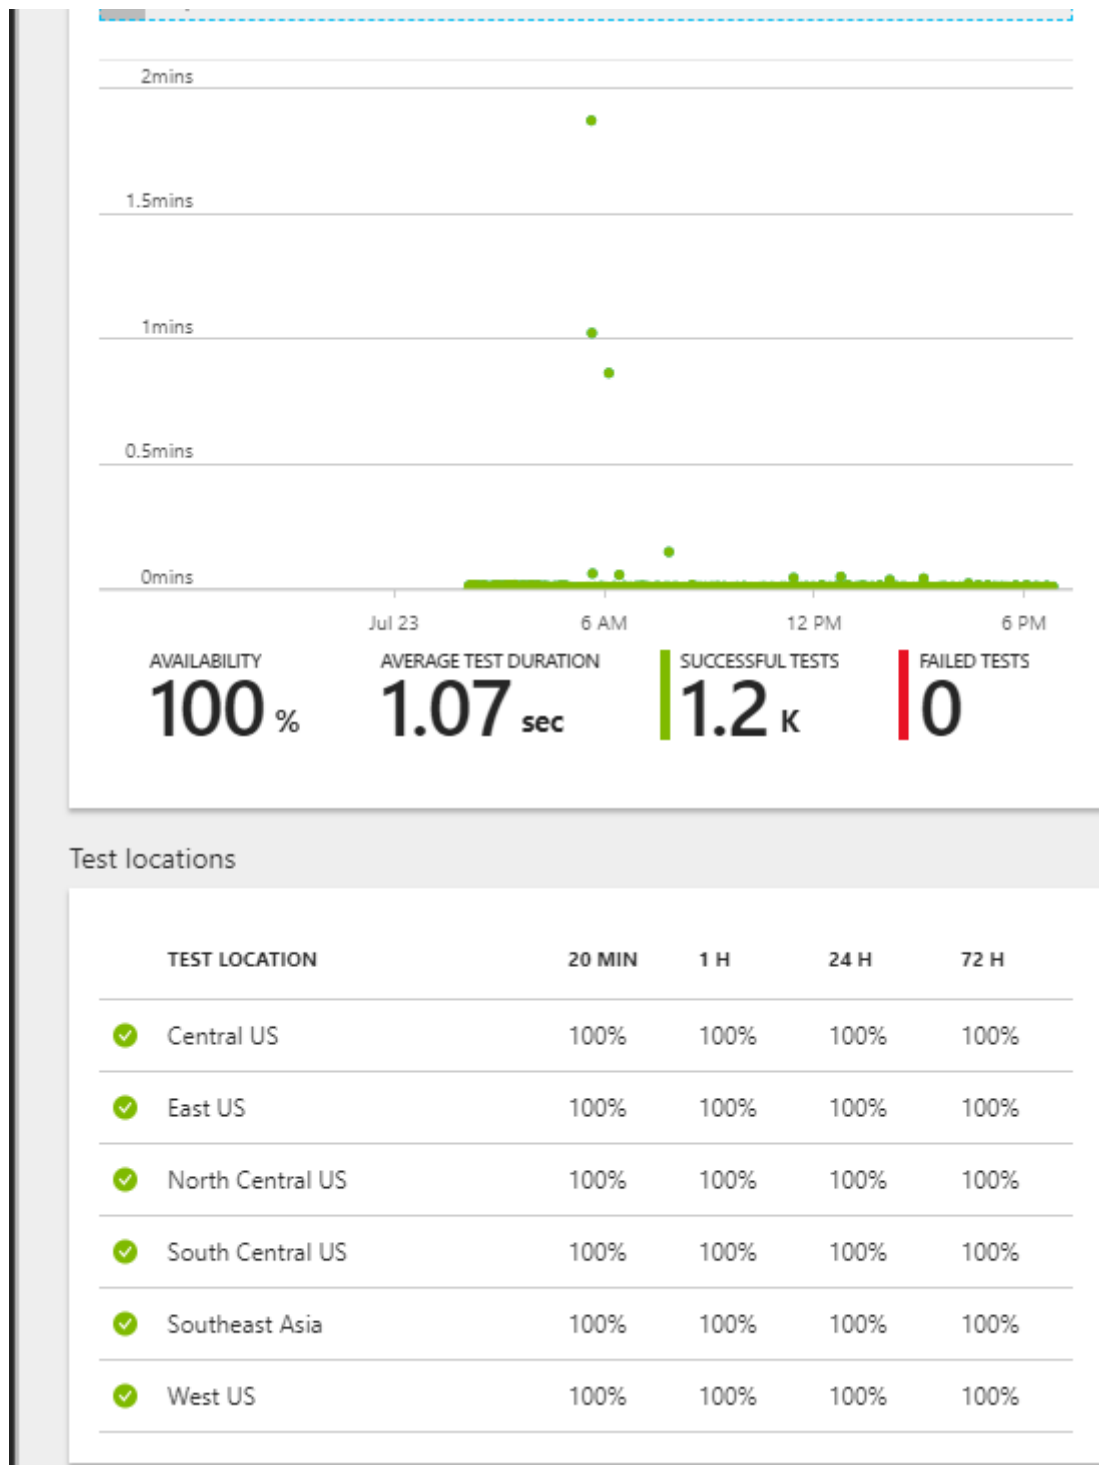 2mins
1.5mins
1mins
0.5mins
0mins
Jul 23 6 AM 12 PM 6 PM
AVAILABILITY AVERAGE TEST DURATION SUCCESSFUL TESTS FAILED TESTS
100 % 1.07 sec 1.2 K 0
Test locations
TEST LOCATION 20 MIN 1 H 24 H 72 H
Central US 100% 100% 100% 100%
East US 100% 100% 100% 100%
North Central US 100% 100% 100% 100%
South Central US 100% 100% 100% 100%
Southeast Asia 100% 100% 100% 100%
West US 100% 100% 100% 100%